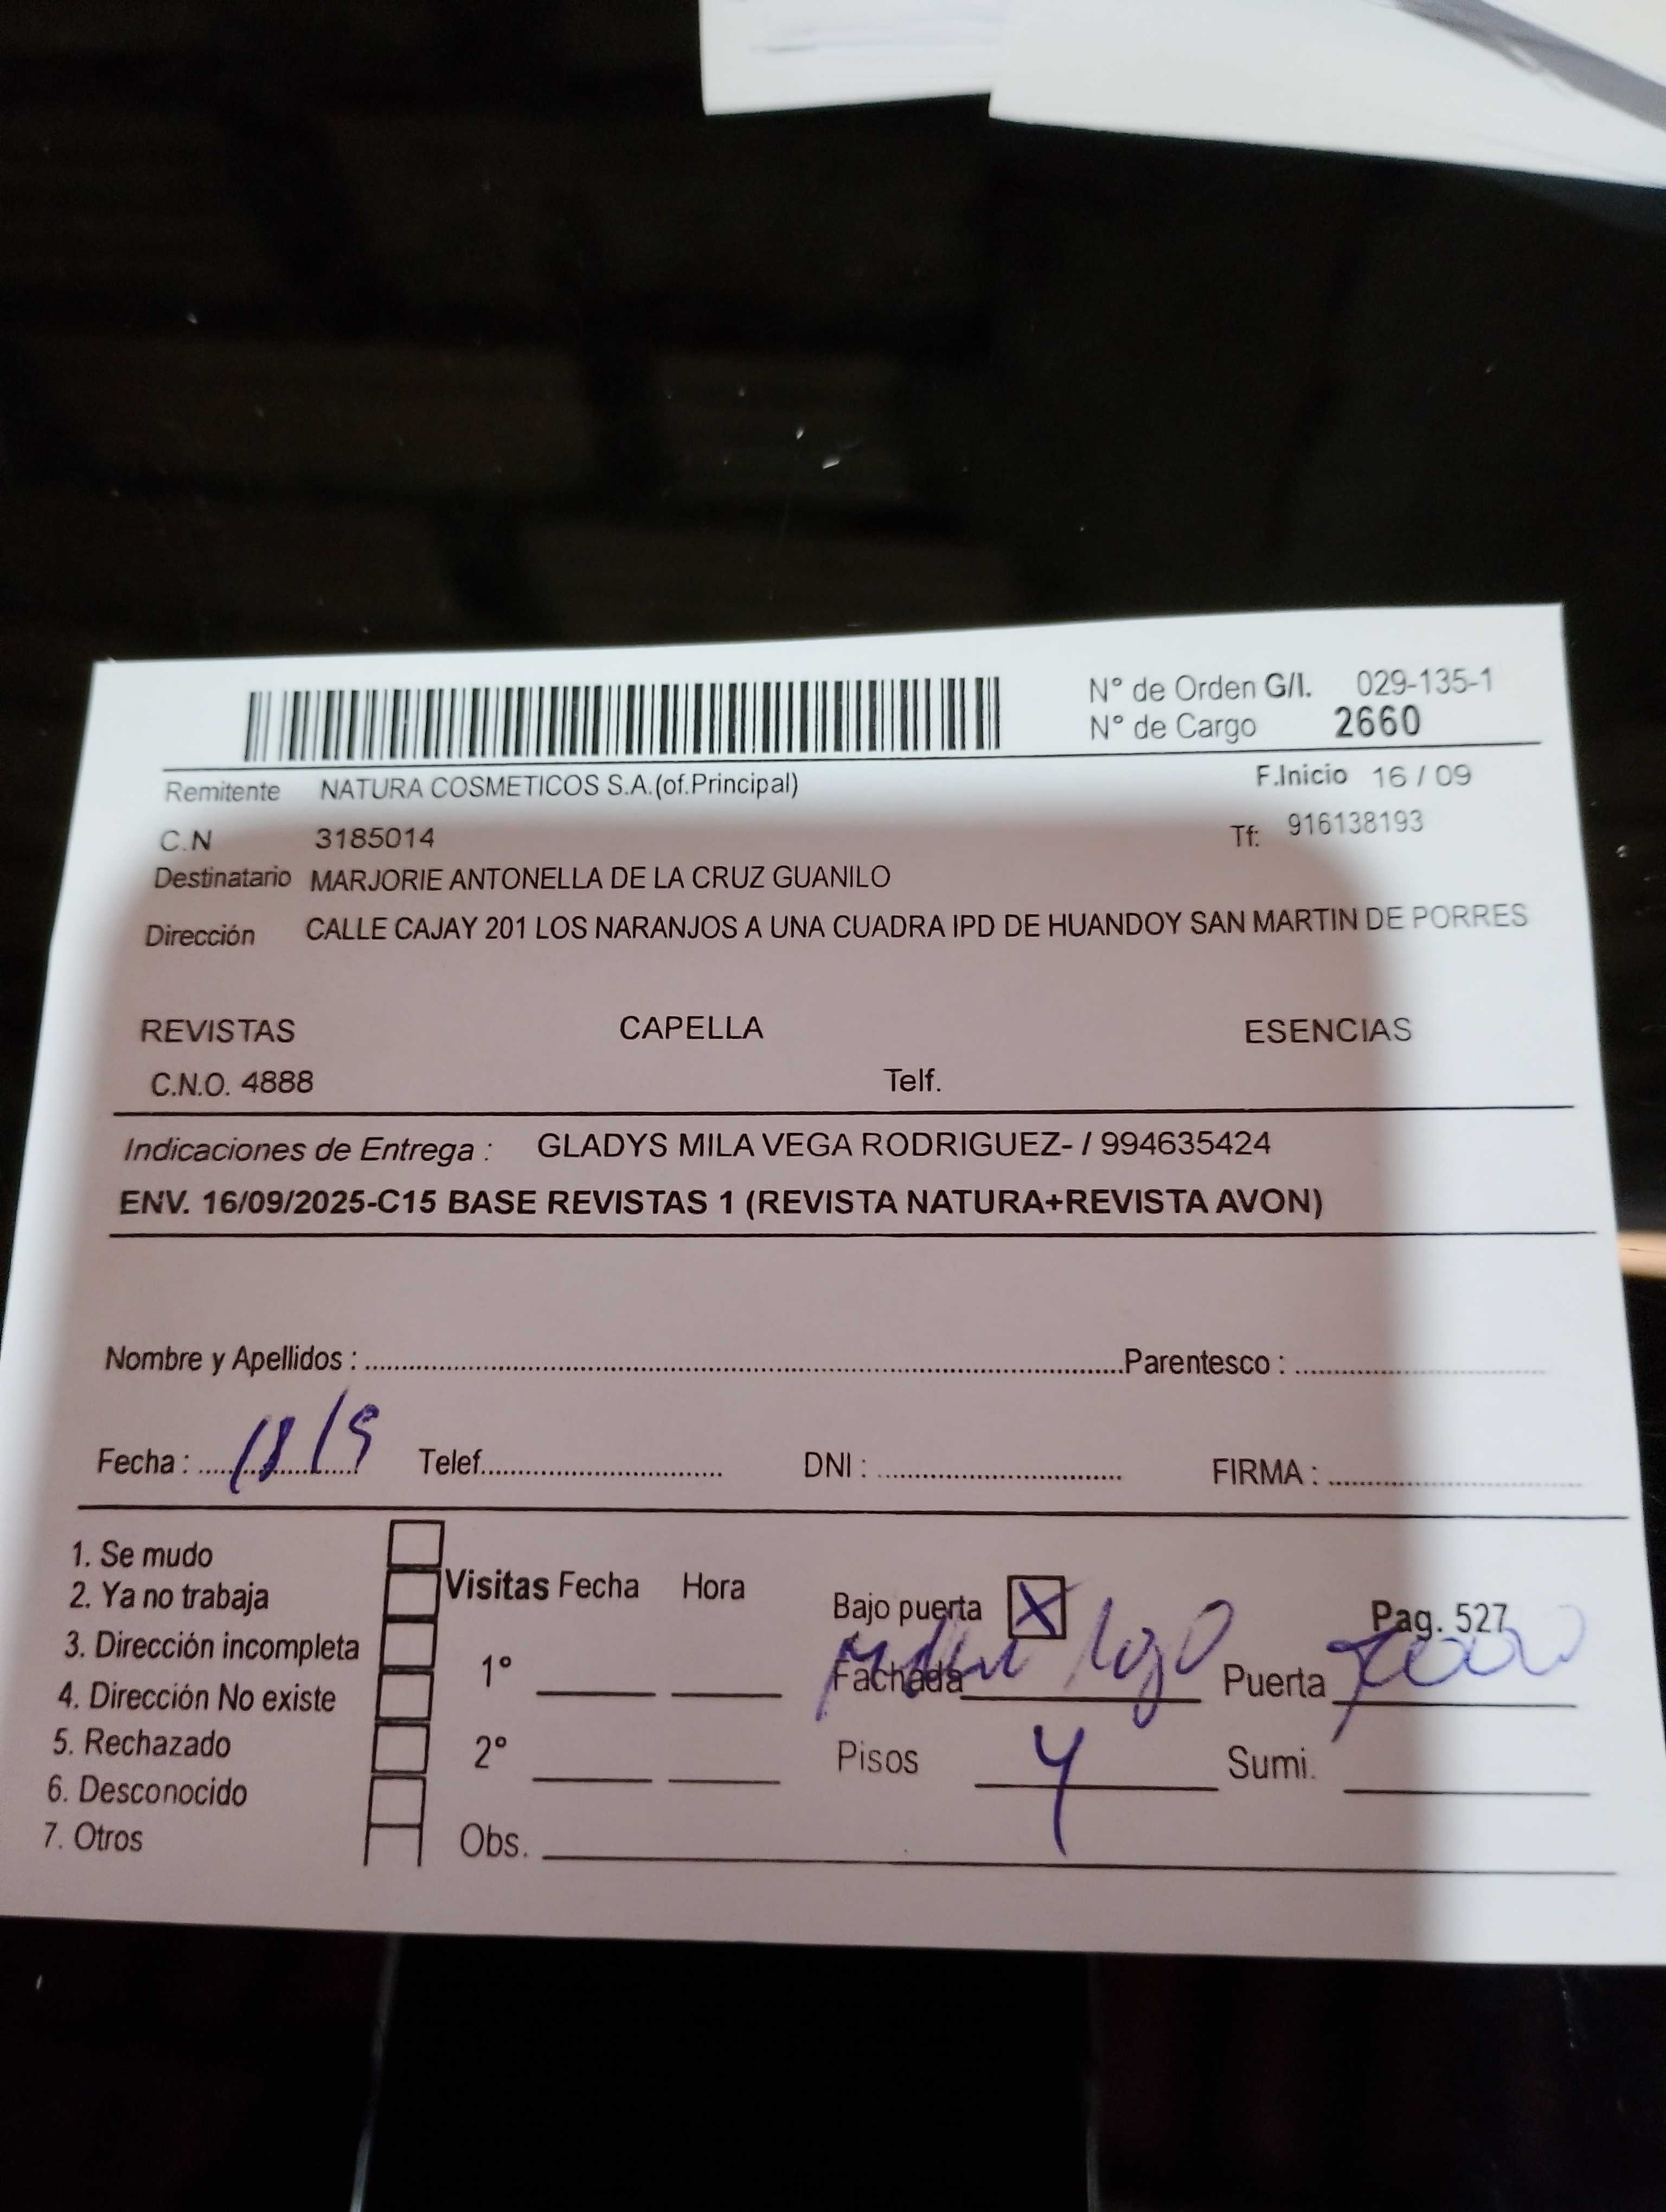 N° de Orden G/I. 029-135-1
N° de Cargo 2660
Remitente NATURA COSMETICOS S.A.(of.Principal) F.Inicio 16 / 09
C.N 3185014 Tf: 916138193
Destinatario MARJORIE ANTONELLA DE LA CRUZ GUANILO
Dirección CALLE CAJAY 201 LOS NARANJOS A UNA CUADRA IPD DE HUANDOY SAN MARTIN DE PORRES
REVISTAS CAPELLA ESENCIAS
C.N.O. 4888 Telf.
Indicaciones de Entrega : GLADYS MILA VEGA RODRIGUEZ- / 994635424
ENV. 16/09/2025-C15 BASE REVISTAS 1 (REVISTA NATURA+REVISTA AVON)
Nombre y Apellidos : Parentesco :
Fecha : 18/9 Telef. DNI : FIRMA :
1. Se mudo
2. Ya no trabaja
3. Dirección incompleta
4. Dirección No existe
5. Rechazado
6. Desconocido
7. Otros
Visitas Fecha Hora
1°
2°
Obs.
Bajo puerta X Pag. 527
Fachada Puerta
Pisos 4 Sumi.